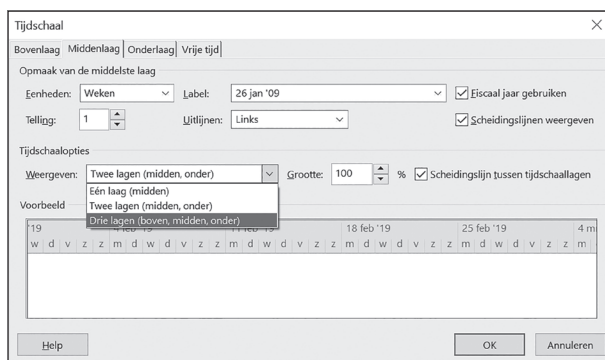 Tijdschaal
Bovenlaag Middenlaag Onderlaag Vrije tijd
Opmaak van de middelste laag
Eenheden: Weken Label: 26 jan '09 Fiscaal jaar gebruiken
Telling: 1 Uitlijnen: Links Scheidingslijnen weergeven
Tijdschaalopties
Weergeven: Twee lagen (midden, onder) Grootte: 100 % Scheidingslijn tussen tijdschaallagen
Eén laag (midden)
Twee lagen (midden, onder)
Voorbeeld Drie lagen (boven, midden, onder)
'19 18 feb '19 25 feb '19 4 m
w d v z z m d w d v z z m d w d v z z m d w d v z z m d w d v z z m
Help OK Annuleren